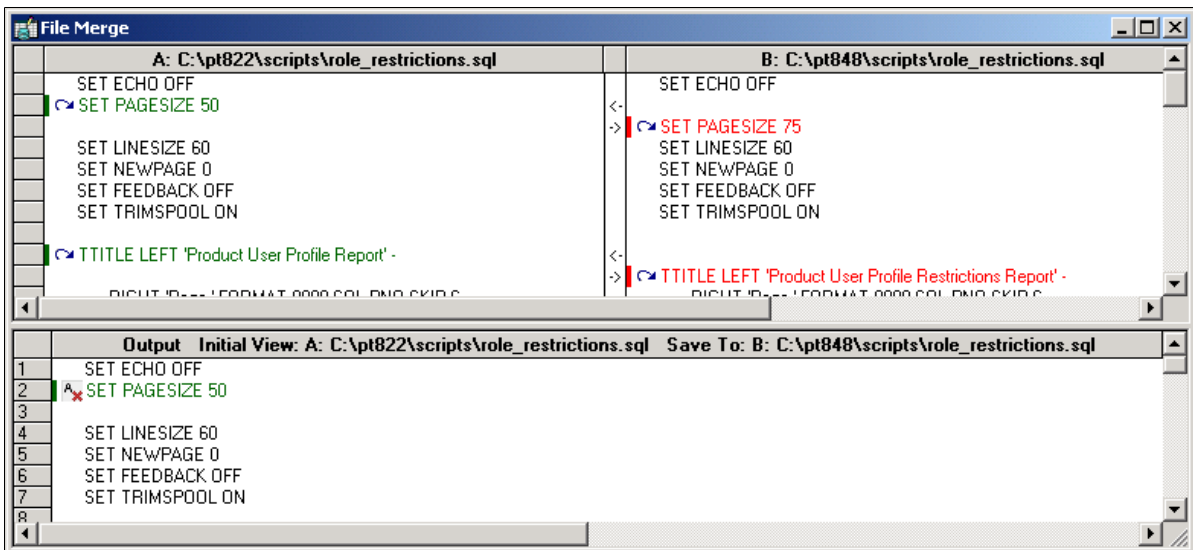 File Merge
A: C:\pt822\scripts\role_restrictions.sql
SET ECHO OFF
SET PAGESIZE 50
SET LINESIZE 60
SET NEWPAGE 0
SET FEEDBACK OFF
SET TRIMSPOOL ON
TTITLE LEFT 'Product User Profile Report' -
<-
->
<-
->
B: C:\pt848\scripts\role_restrictions.sql
SET ECHO OFF
SET PAGESIZE 75
SET LINESIZE 60
SET NEWPAGE 0
SET FEEDBACK OFF
SET TRIMSPOOL ON
TTITLE LEFT 'Product User Profile Restrictions Report' -
Output Initial View: A: C:\pt822\scripts\role_restrictions.sql Save To: B: C:\pt848\scripts\role_restrictions.sql
1 SET ECHO OFF
2 A SET PAGESIZE 50
3
4 SET LINESIZE 60
5 SET NEWPAGE 0
6 SET FEEDBACK OFF
7 SET TRIMSPOOL ON
8